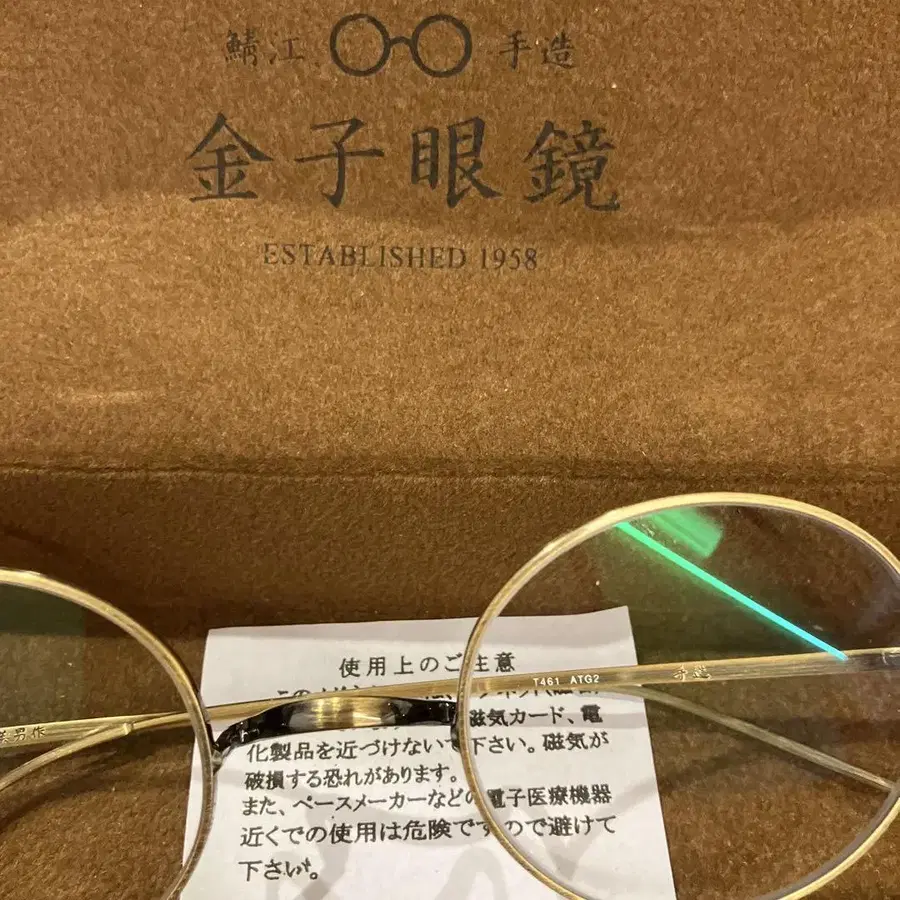 鯖江 手造
金子眼鏡
ESTABLISHED 1958
使用上のご注意
T461 ATG2 手造
磁気カード、電
化製品を近づけない で下さい。磁気が
破損する恐れがあります。
また、ペースメーカーなどの電子医療機器
近くでの使用は危険ですので避けて
下さい。
男作